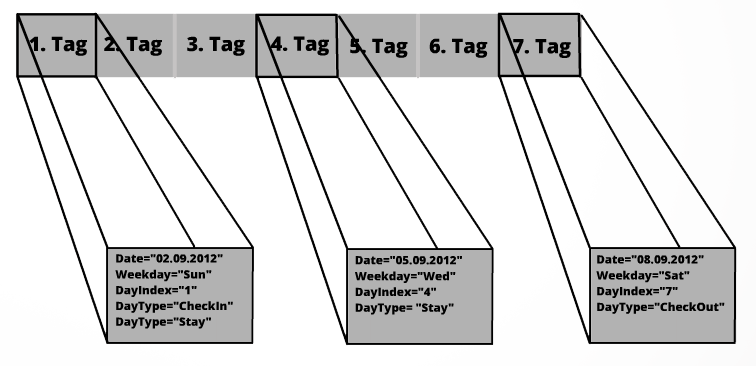 1. Tag 2. Tag 3. Tag 4. Tag 5. Tag 6. Tag 7. Tag
Date="02.09.2012"
Weekday="Sun"
DayIndex="1"
DayType="CheckIn"
DayType="Stay"
Date="05.09.2012"
Weekday="Wed"
DayIndex="4"
DayType= "Stay"
Date="08.09.2012"
Weekday="Sat"
DayIndex="7"
DayType="CheckOut"